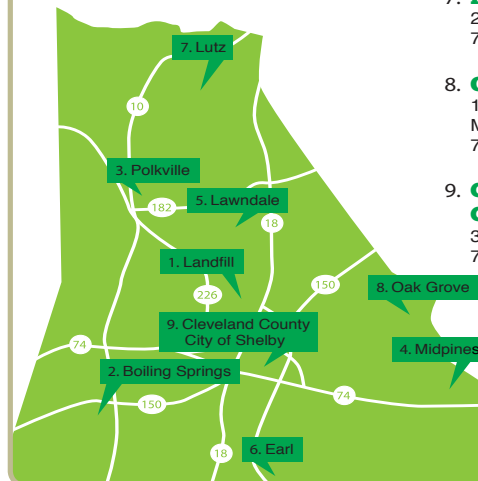 7. Lutz
10
3. Polkville
182
5. Lawndale
18
1. Landfill
226
150
8. Oak Grove
9. Cleveland County
City of Shelby
74
4. Midpines
2. Boiling Springs
74
150
18
6. Earl
7.
2
7
8.
1
M
7
9.
3
7